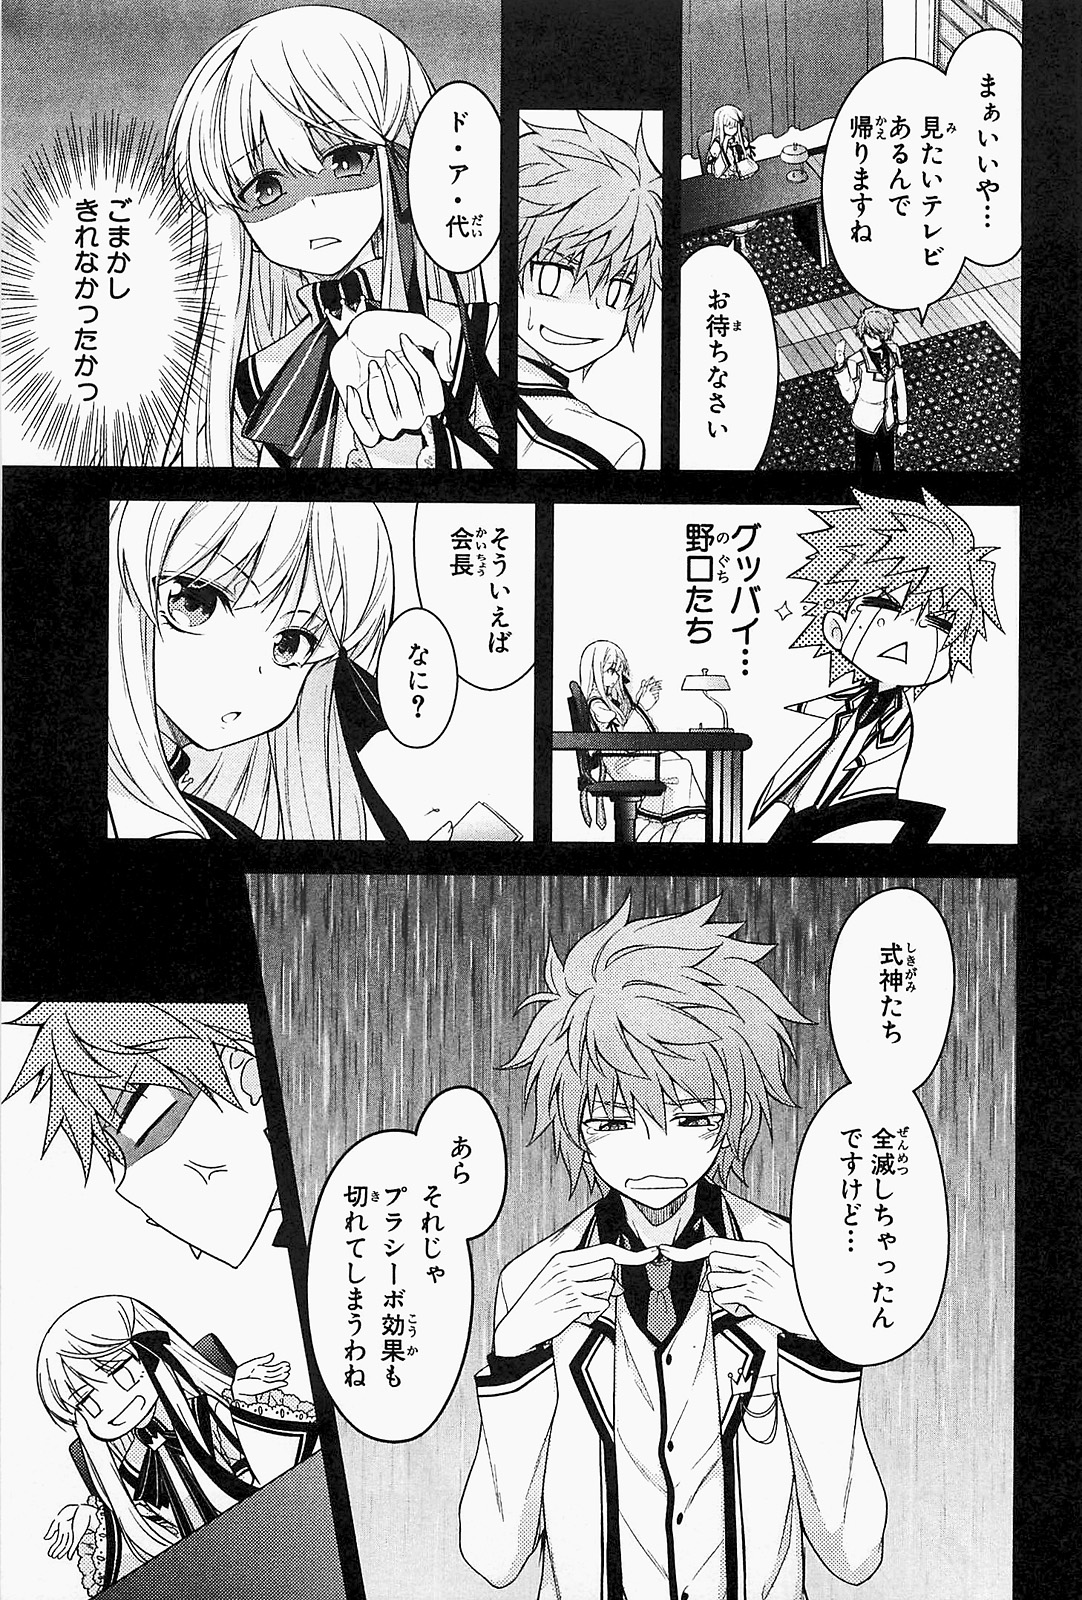 まぁいいや…
見たいテレビ
あるんで
帰りますね
お待ちなさい
ド・ア・代
ごまかし
きれなかったかっ
グッバイ…
野口たち
そういえば
会長
なに？
式神たち
全滅しちゃったん
ですけど…
あら
それじゃ
プラシーボ効果も
切れてしまうわね